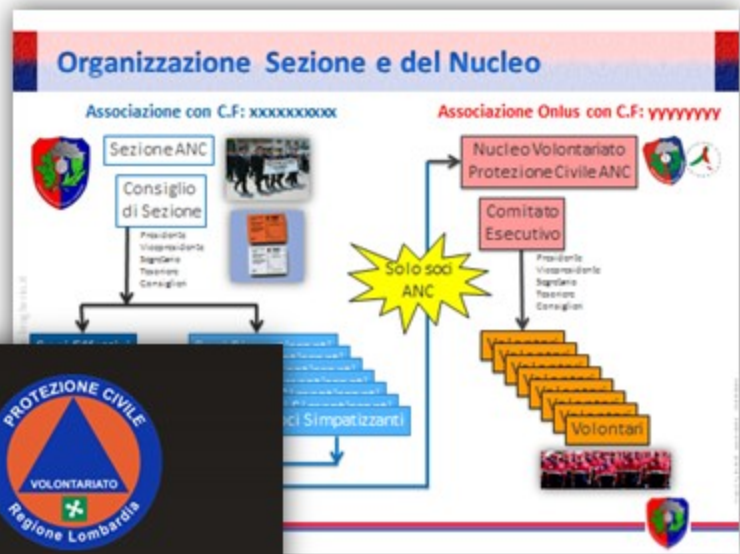 Organizzazione Sezione e del Nucleo
Associazione con C.F: xxxxxxxxxx
Associazione Onlus con C.F: yyyyyyyy
Sezione ANC
Consiglio
di Sezione
Presidente
Vicepresidente
Segretario
Tesoriere
Consiglieri
Nucleo Volontariato
Protezione Civile ANC
Comitato
Esecutivo
Presidente
Vicepresidente
Segretario
Tesoriere
Consiglieri
Solo soci
ANC
Simpatizzanti
Volontari
Volontari
PROTEZIONE CIVILE
VOLONTARIATO
Regione Lombardia